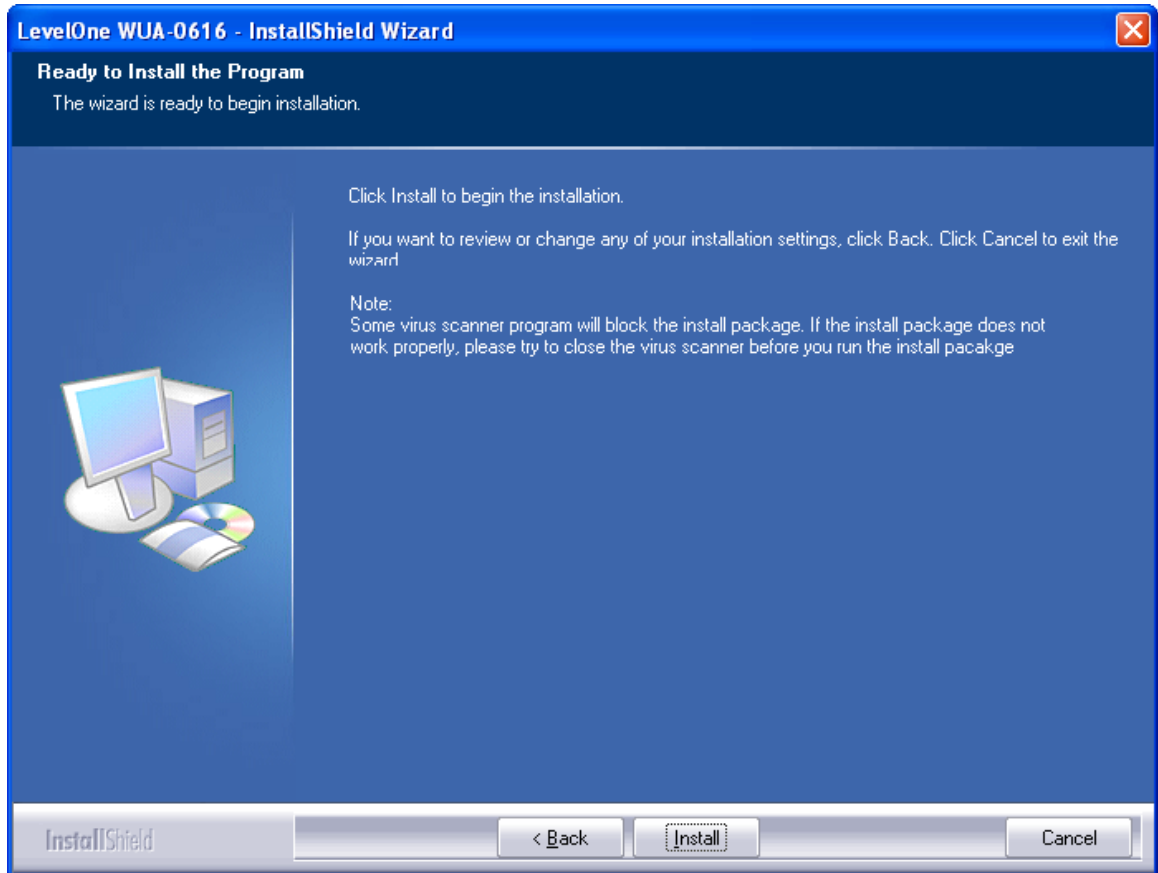 LevelOne WUA-0616 - InstallShield Wizard
Ready to Install the Program
The wizard is ready to begin installation.
Click Install to begin the installation.
If you want to review or change any of your installation settings, click Back. Click Cancel to exit the
wizard
Note:
Some virus scanner program will block the install package. If the install package does not
work properly, please try to close the virus scanner before you run the install pacakge
InstallShield
< Back
Install
Cancel